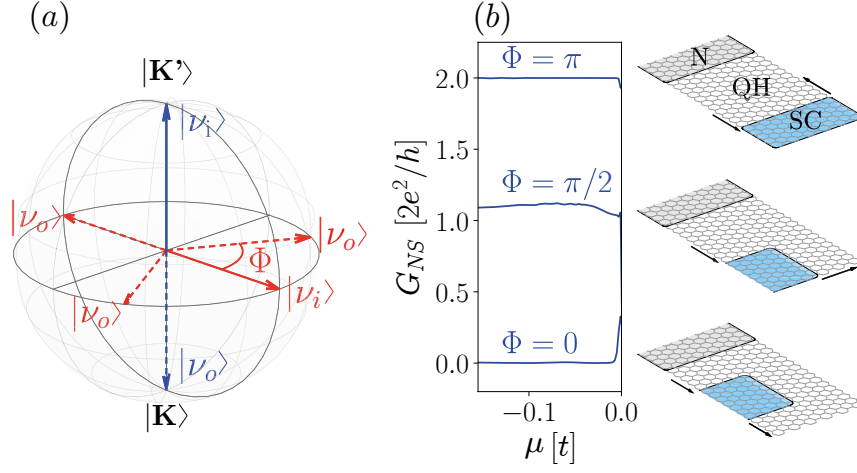 (a)
|K'⟩
|ν_i⟩
|ν_o⟩
|ν_o⟩
Φ
|ν_i⟩
|ν_o⟩
|ν_o⟩
|K⟩
(b)
G_NS [2e²/h]
2.0
1.5
1.0
0.5
0.0
Φ = π
Φ = π/2
Φ = 0
−0.1
0.0
μ [t]
N
QH
SC